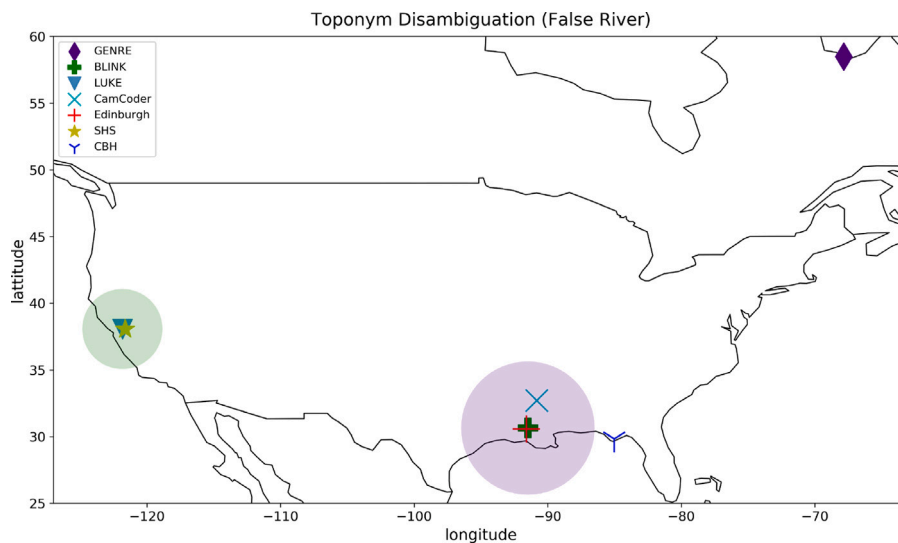 Toponym Disambiguation (False River)
60
55
50
45
40
35
30
25
lattitude
GENRE
BLINK
LUKE
CamCoder
Edinburgh
SHS
CBH
−120
−110
−100
−90
−80
−70
longitude